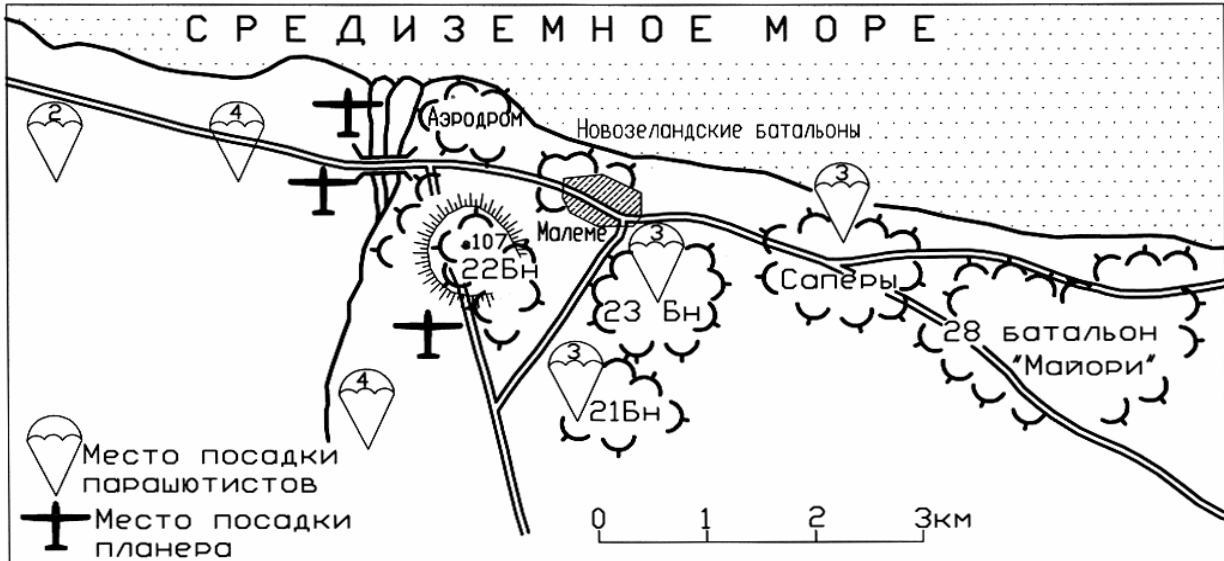 СРЕДИЗЕМНОЕ МОРЕ
2
4
Аэродром
Новозеландские батальоны
3
Малеме
107
22Бн
3
23 Бн
Саперы
28 батальон
"Майори"
3
21Бн
4
Место посадки
парашютистов
Место посадки
планера
0 1 2 3км